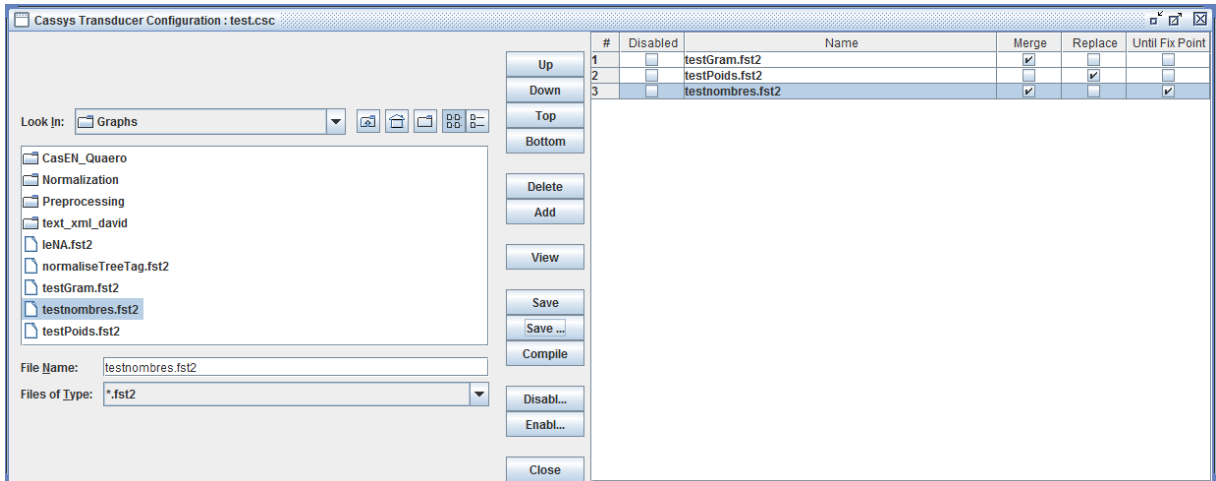 Cassys Transducer Configuration : test.csc
Look In: Graphs
CasEN_Quaero
Normalization
Preprocessing
text_xml_david
leNA.fst2
normaliseTreeTag.fst2
testGram.fst2
testnombres.fst2
testPoids.fst2
File Name: testnombres.fst2
Files of Type: *.fst2
Up
Down
Top
Bottom
Delete
Add
View
Save
Save ...
Compile
Disabl...
Enabl...
Close
# Disabled Name Merge Replace Until Fix Point
1 testGram.fst2
2 testPoids.fst2
3 testnombres.fst2